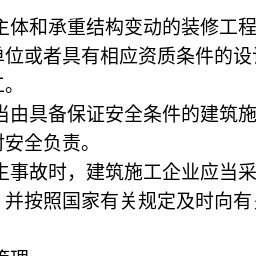 主体和承重结构变动的装修工程
单位或者具有相应资质条件的设
工。
当由具备保证安全条件的建筑施
对安全负责。
生事故时，建筑施工企业应当采
，并按照国家有关规定及时向有
管理